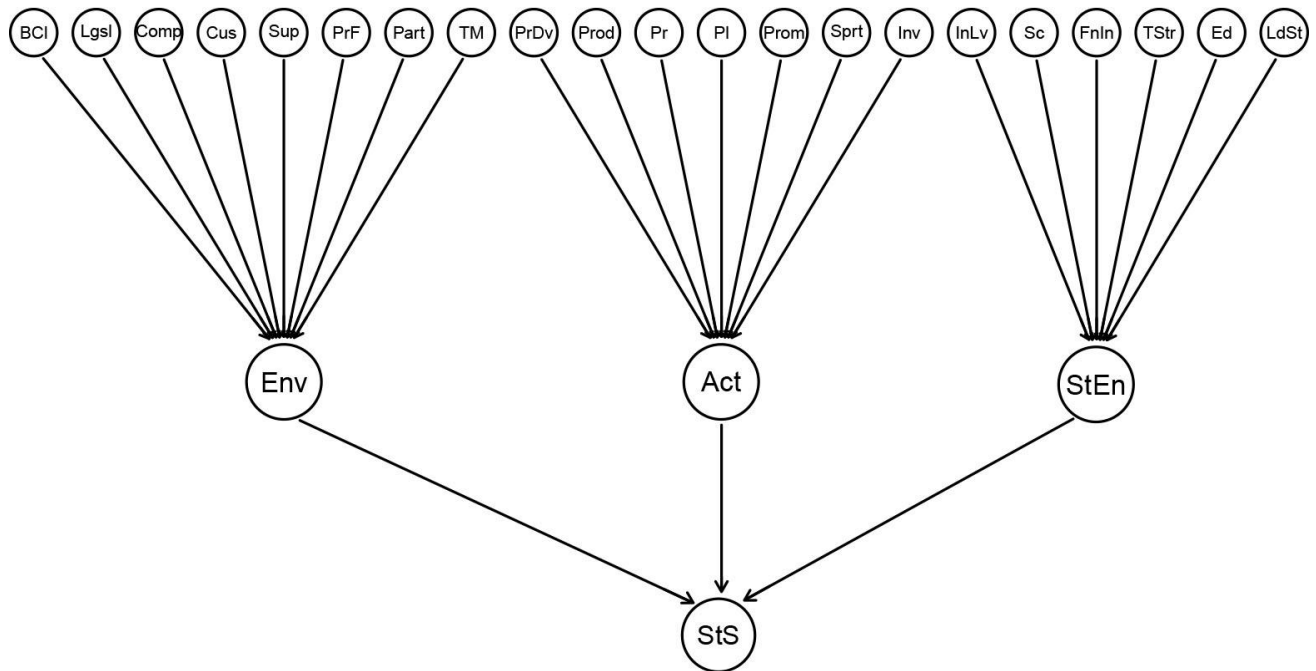 BCl Lgsl Comp Cus Sup PrF Part TM PrDv Prod Pr Pl Prom Sprt Inv InLv Sc FnIn TStr Ed LdSt
Env Act StEn
StS